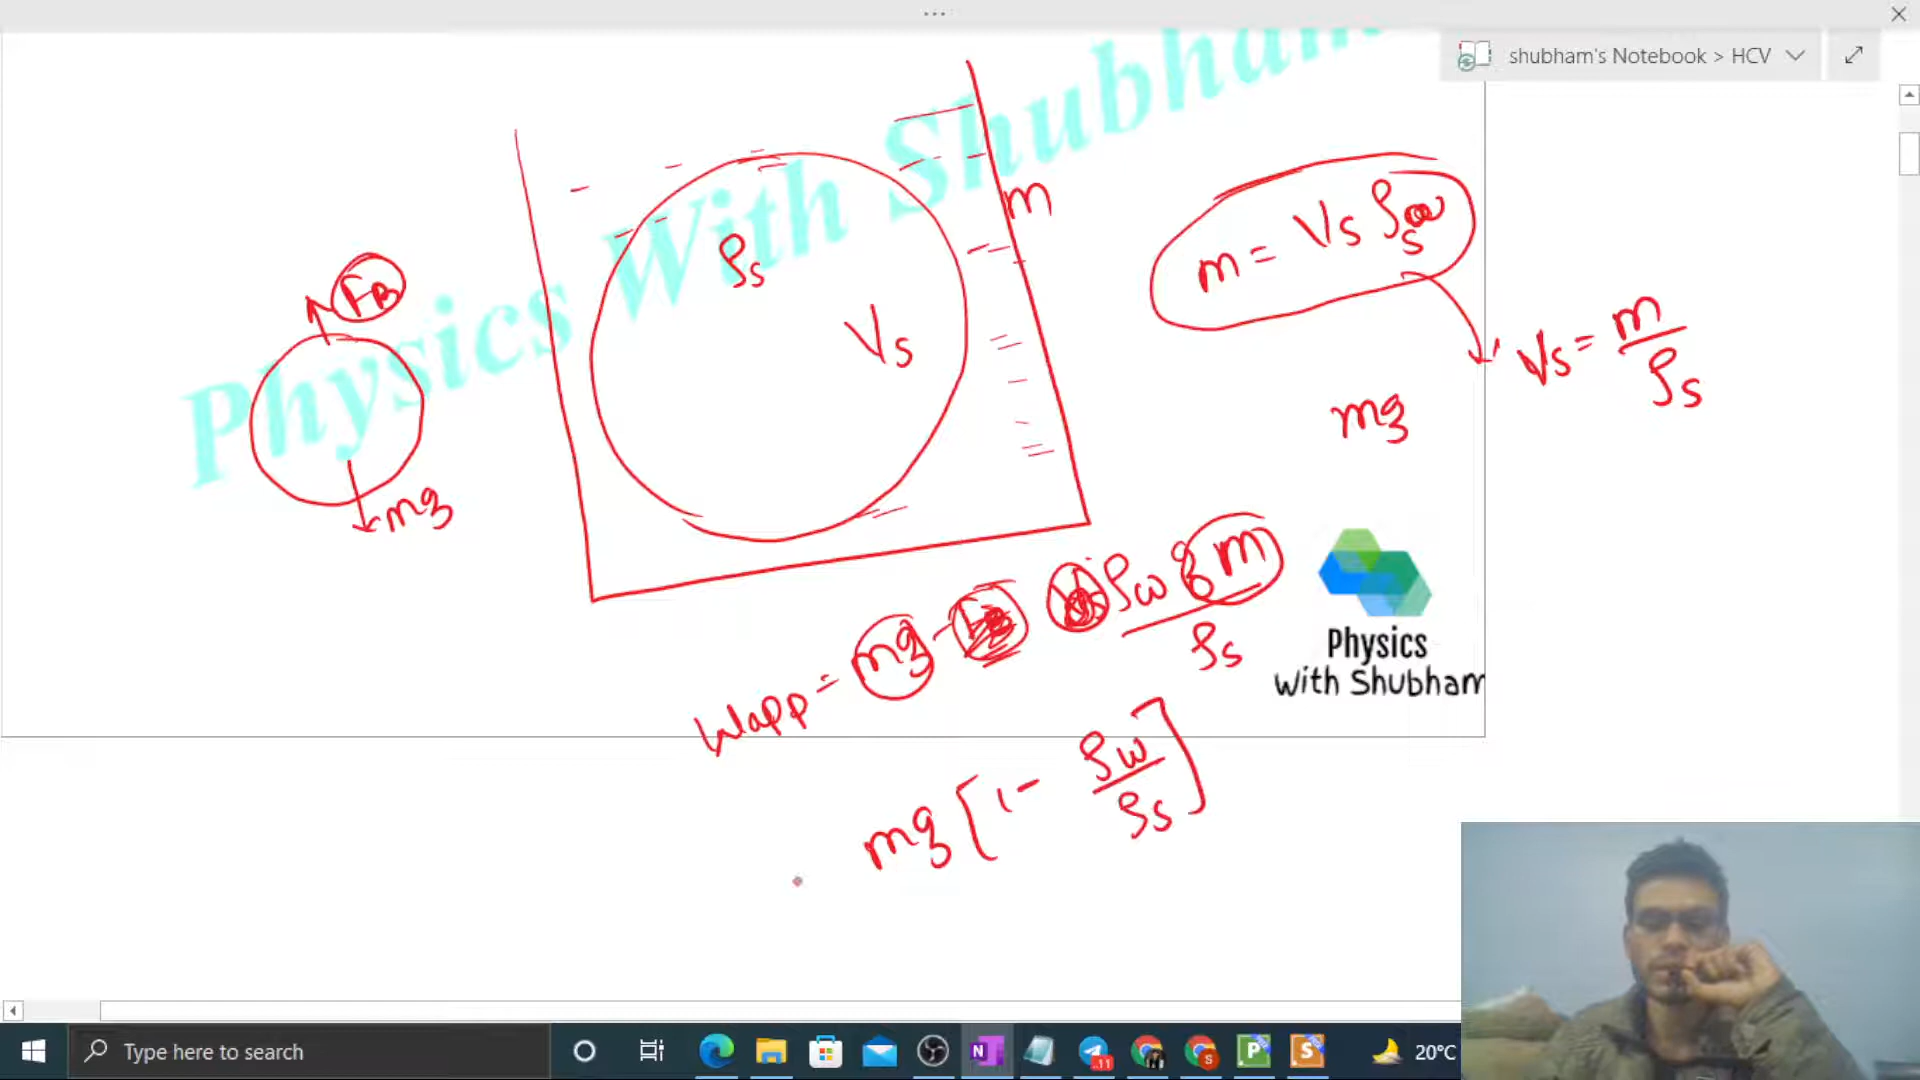 shubham's Notebook > HCV
Physics With Shubham
m
ρs
Vs
FB
mg
m = Vs ρs
Vs = m/ρs
mg
Wapp = mg - ρw g m/ρs
mg [1 - ρw/ρs]
Physics
With Shubham
Type here to search
11
20°C